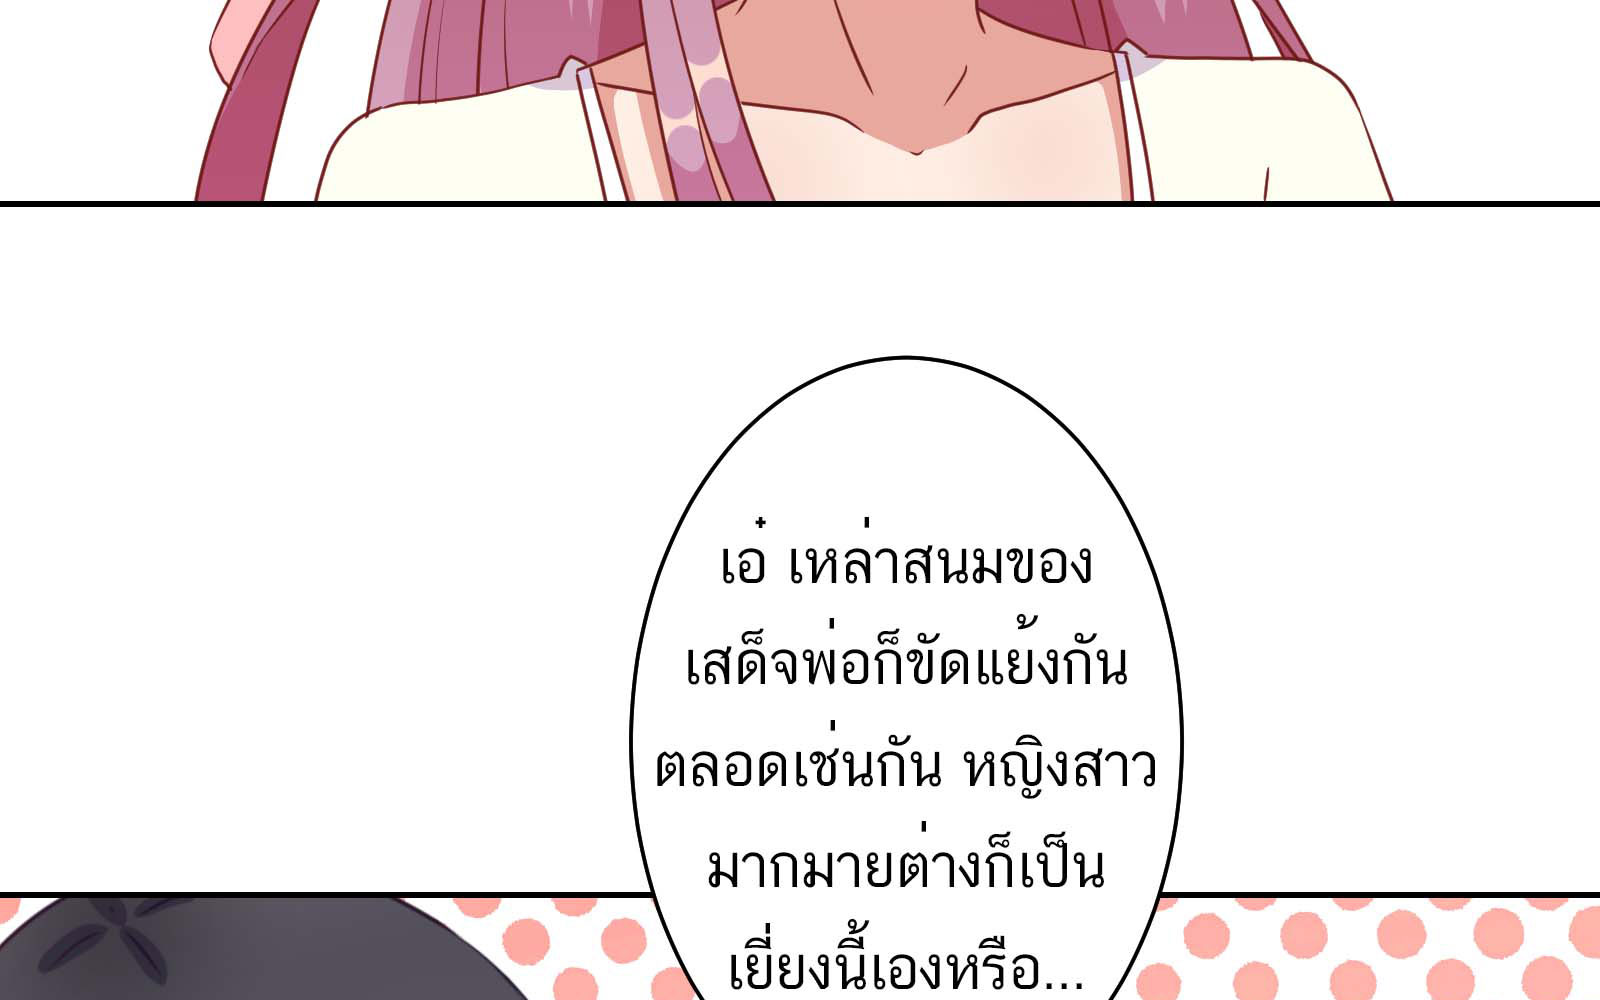 เอ๋ เหล่าสนมของ
เสด็จพ่อก็ขัดแย้งกัน
ตลอดเช่นกัน หญิงสาว
มากมายต่างก็เป็น
เยี่ยงนี้เองหรือ...